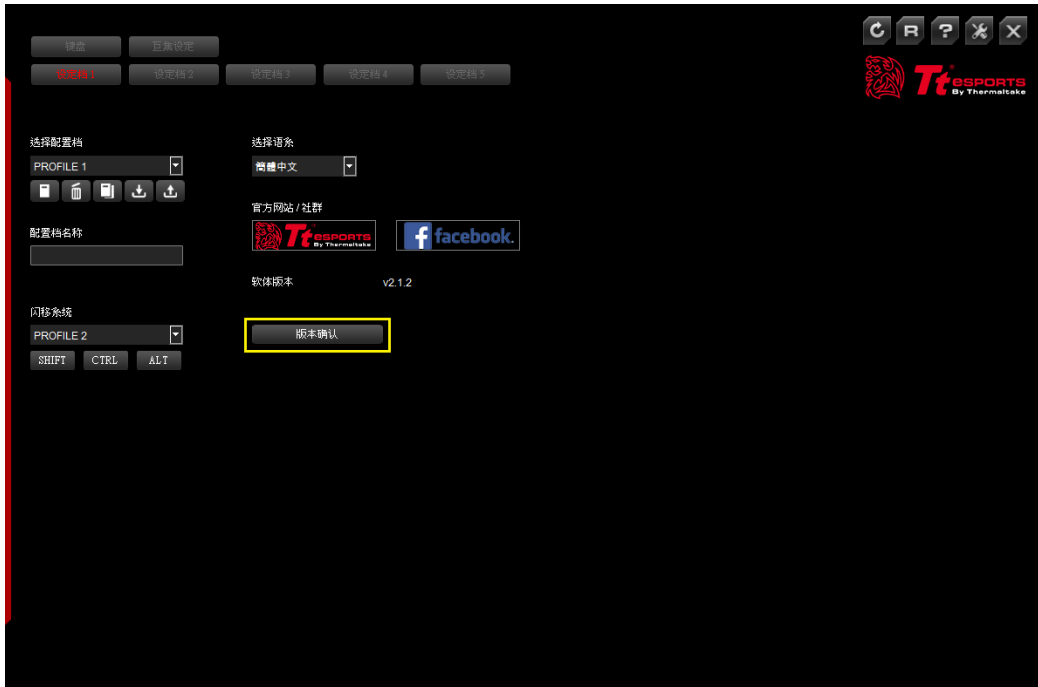 键盘 巨集设定
设定档1 设定档2 设定档3 设定档4 设定档5
R ? X
Tt eSPORTS
By Thermaltake
选择配置档 选择语系
PROFILE 1 簡體中文
官方网站 / 社群
配置档名称
Tt eSPORTS
By Thermaltake
facebook.
软体版本 v2.1.2
闪移系统
PROFILE 2 版本确认
SHIFT CTRL ALT